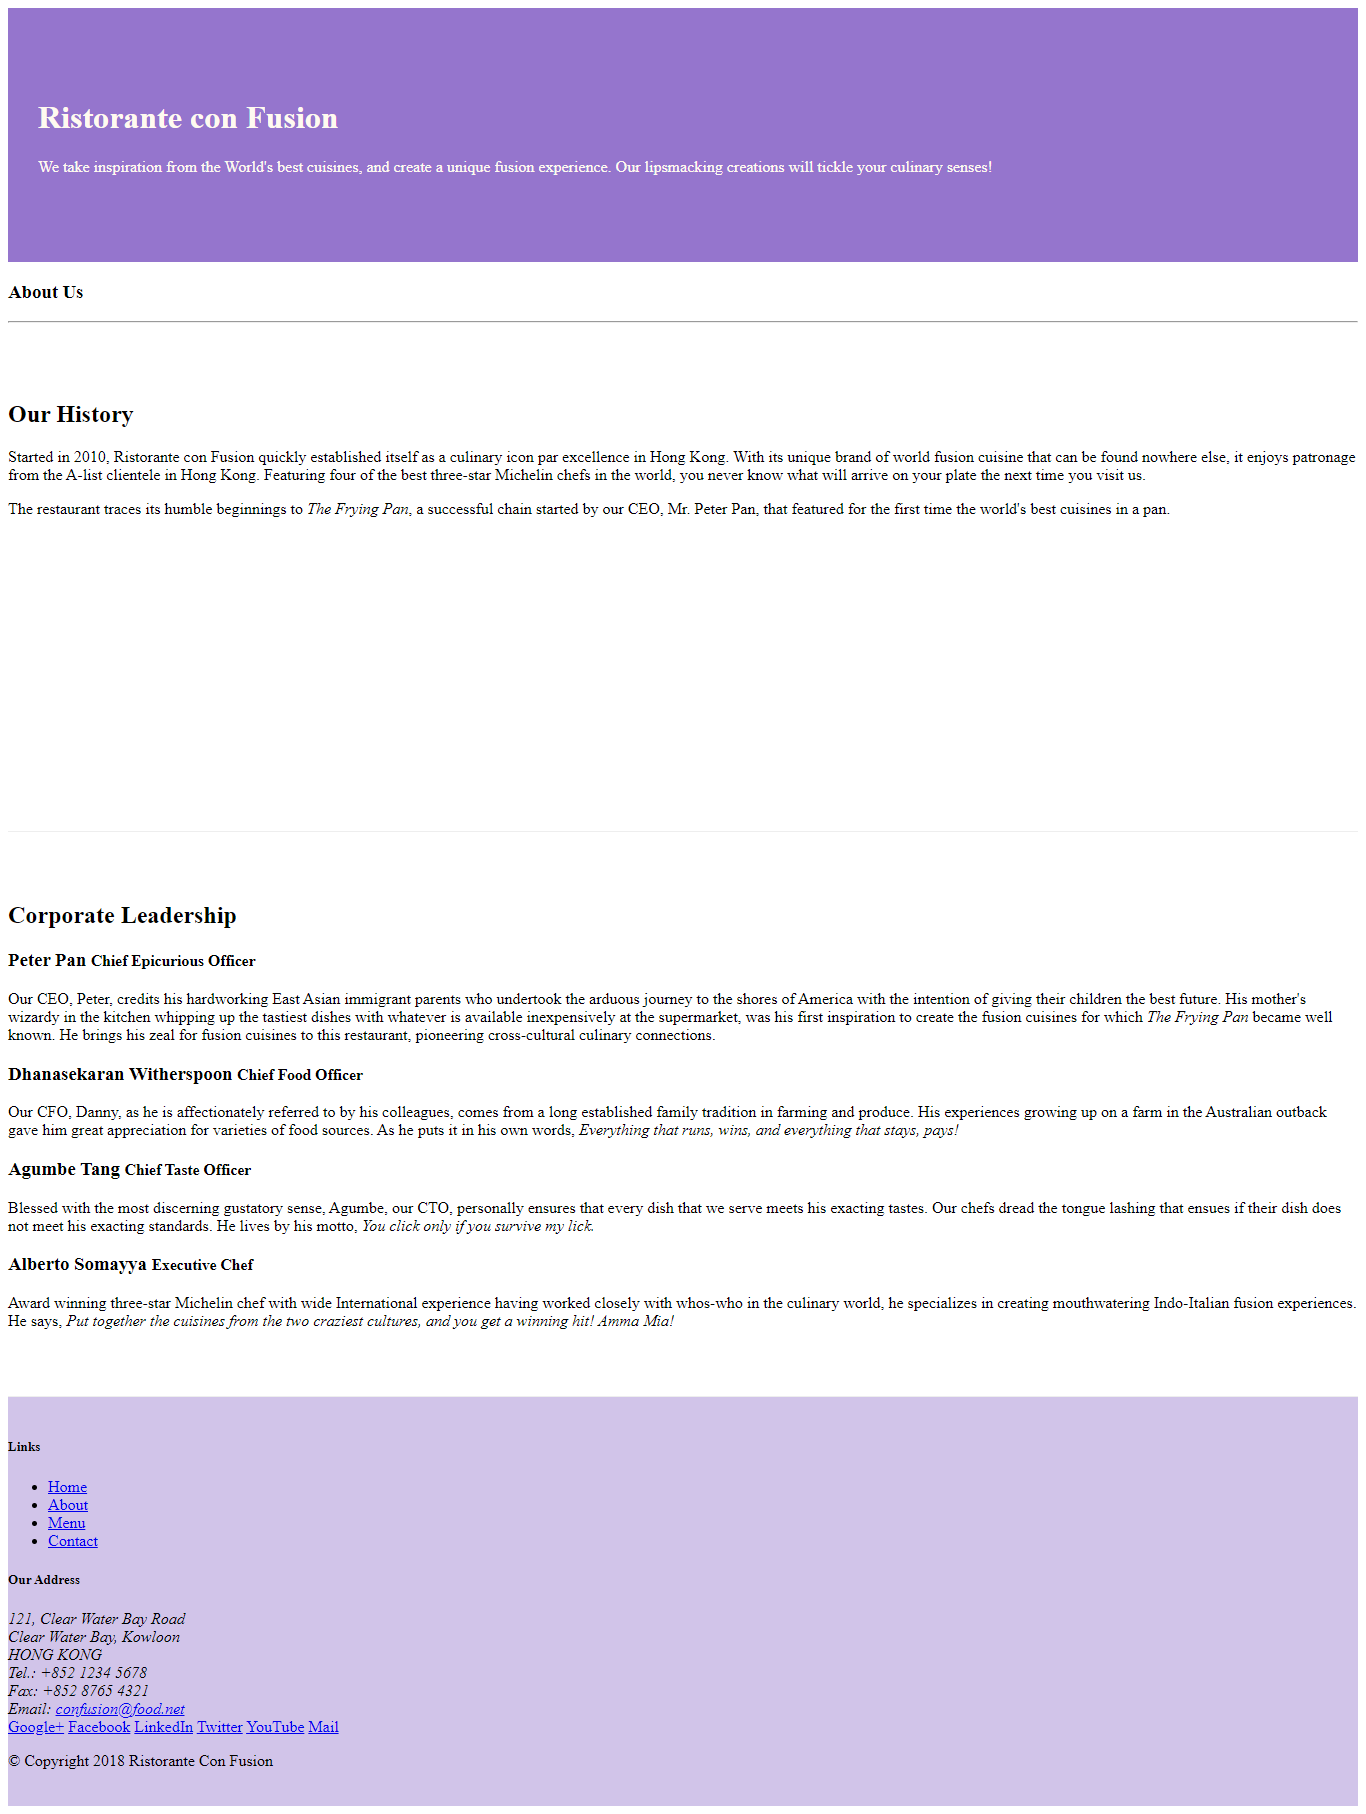 Ristorante con Fusion
We take inspiration from the World's best cuisines, and create a unique fusion experience. Our lipsmacking creations will tickle your culinary senses!
About Us
Our History
Started in 2010, Ristorante con Fusion quickly established itself as a culinary icon par excellence in Hong Kong. With its unique brand of world fusion cuisine that can be found nowhere else, it enjoys patronage
from the A-list clientele in Hong Kong. Featuring four of the best three-star Michelin chefs in the world, you never know what will arrive on your plate the next time you visit us.
The restaurant traces its humble beginnings to The Frying Pan, a successful chain started by our CEO, Mr. Peter Pan, that featured for the first time the world's best cuisines in a pan.
Corporate Leadership
Peter Pan Chief Epicurious Officer
Our CEO, Peter, credits his hardworking East Asian immigrant parents who undertook the arduous journey to the shores of America with the intention of giving their children the best future. His mother's
wizardy in the kitchen whipping up the tastiest dishes with whatever is available inexpensively at the supermarket, was his first inspiration to create the fusion cuisines for which The Frying Pan became well
known. He brings his zeal for fusion cuisines to this restaurant, pioneering cross-cultural culinary connections.
Dhanasekaran Witherspoon Chief Food Officer
Our CFO, Danny, as he is affectionately referred to by his colleagues, comes from a long established family tradition in farming and produce. His experiences growing up on a farm in the Australian outback
gave him great appreciation for varieties of food sources. As he puts it in his own words, Everything that runs, wins, and everything that stays, pays!
Agumbe Tang Chief Taste Officer
Blessed with the most discerning gustatory sense, Agumbe, our CTO, personally ensures that every dish that we serve meets his exacting tastes. Our chefs dread the tongue lashing that ensues if their dish does
not meet his exacting standards. He lives by his motto, You click only if you survive my lick.
Alberto Somayya Executive Chef
Award winning three-star Michelin chef with wide International experience having worked closely with whos-who in the culinary world, he specializes in creating mouthwatering Indo-Italian fusion experiences.
He says, Put together the cuisines from the two craziest cultures, and you get a winning hit! Amma Mia!
Links
• Home
• About
• Menu
• Contact
Our Address
121, Clear Water Bay Road
Clear Water Bay, Kowloon
HONG KONG
Tel.: +852 1234 5678
Fax: +852 8765 4321
Email: confusion@food.net
Google+ Facebook LinkedIn Twitter YouTube Mail
© Copyright 2018 Ristorante Con Fusion